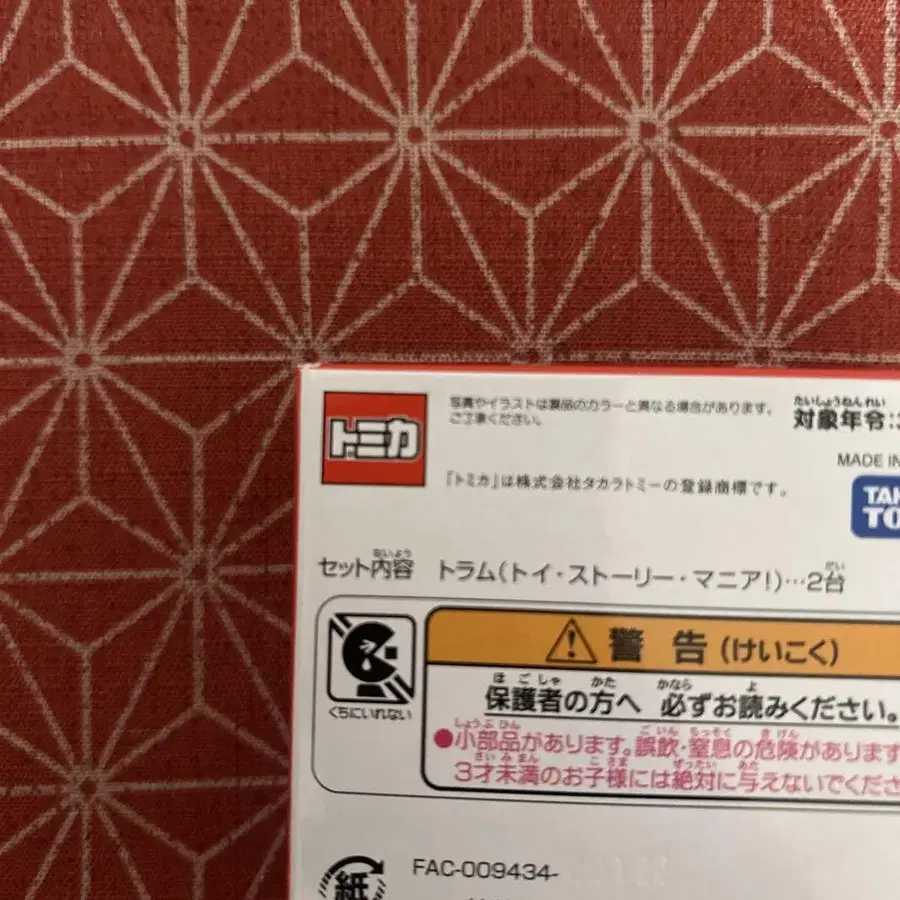 トミカ
写真やイラストは製品のカラーと異なる場合があります。
ご了承ください。
「トミカ」は株式会社タカラトミーの登録商標です。
たいしょうねんれい
対象年令:
MADE IN
TAK
TO
ないよう
だい
セット内容 トラム(トイ・ストーリー・マニア!)…2台
くちにいれない
警告(けいこく)
ほごしゃ かた かなら よ
保護者の方へ 必ずお読みください。
しょうぶひん ごいん ちっそく きけん
●小部品があります。誤飲・窒息の危険があります
さいみまん こさま ぜったい あた
3才未満のお子様には絶対に与えないでくださ
紙
FAC-009434-